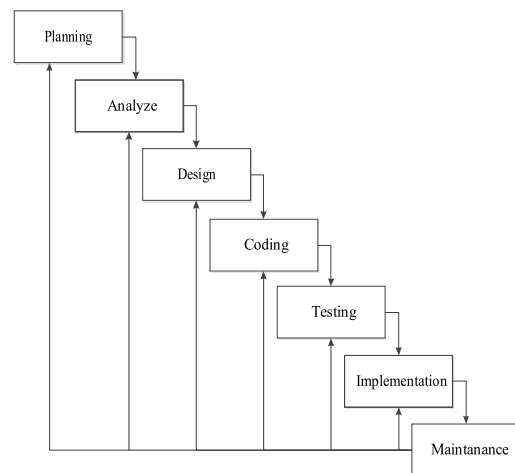 Planning
Analyze
Design
Coding
Testing
Implementation
Maintanance